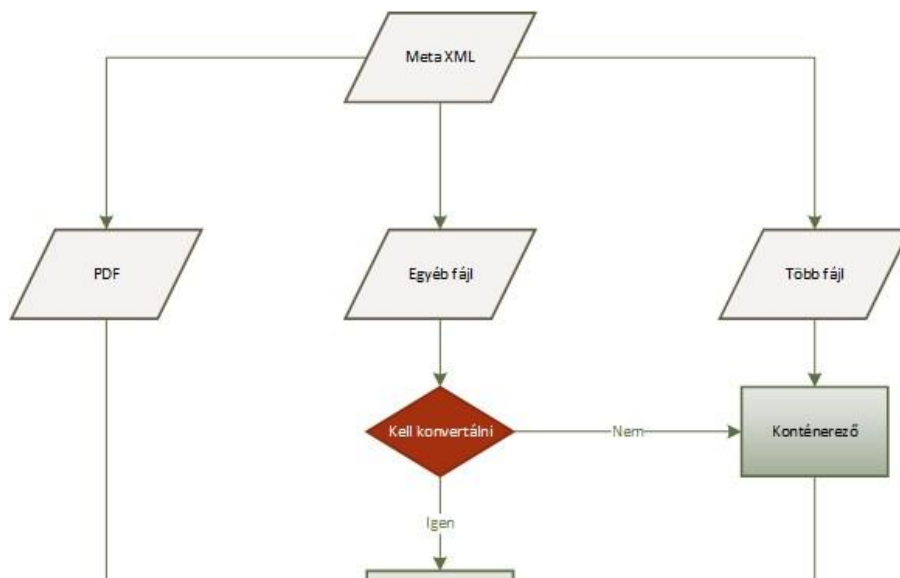 Meta XML
PDF
Egyéb fájl
Több fájl
Kell konvertálni
Nem
Konténerező
Igen